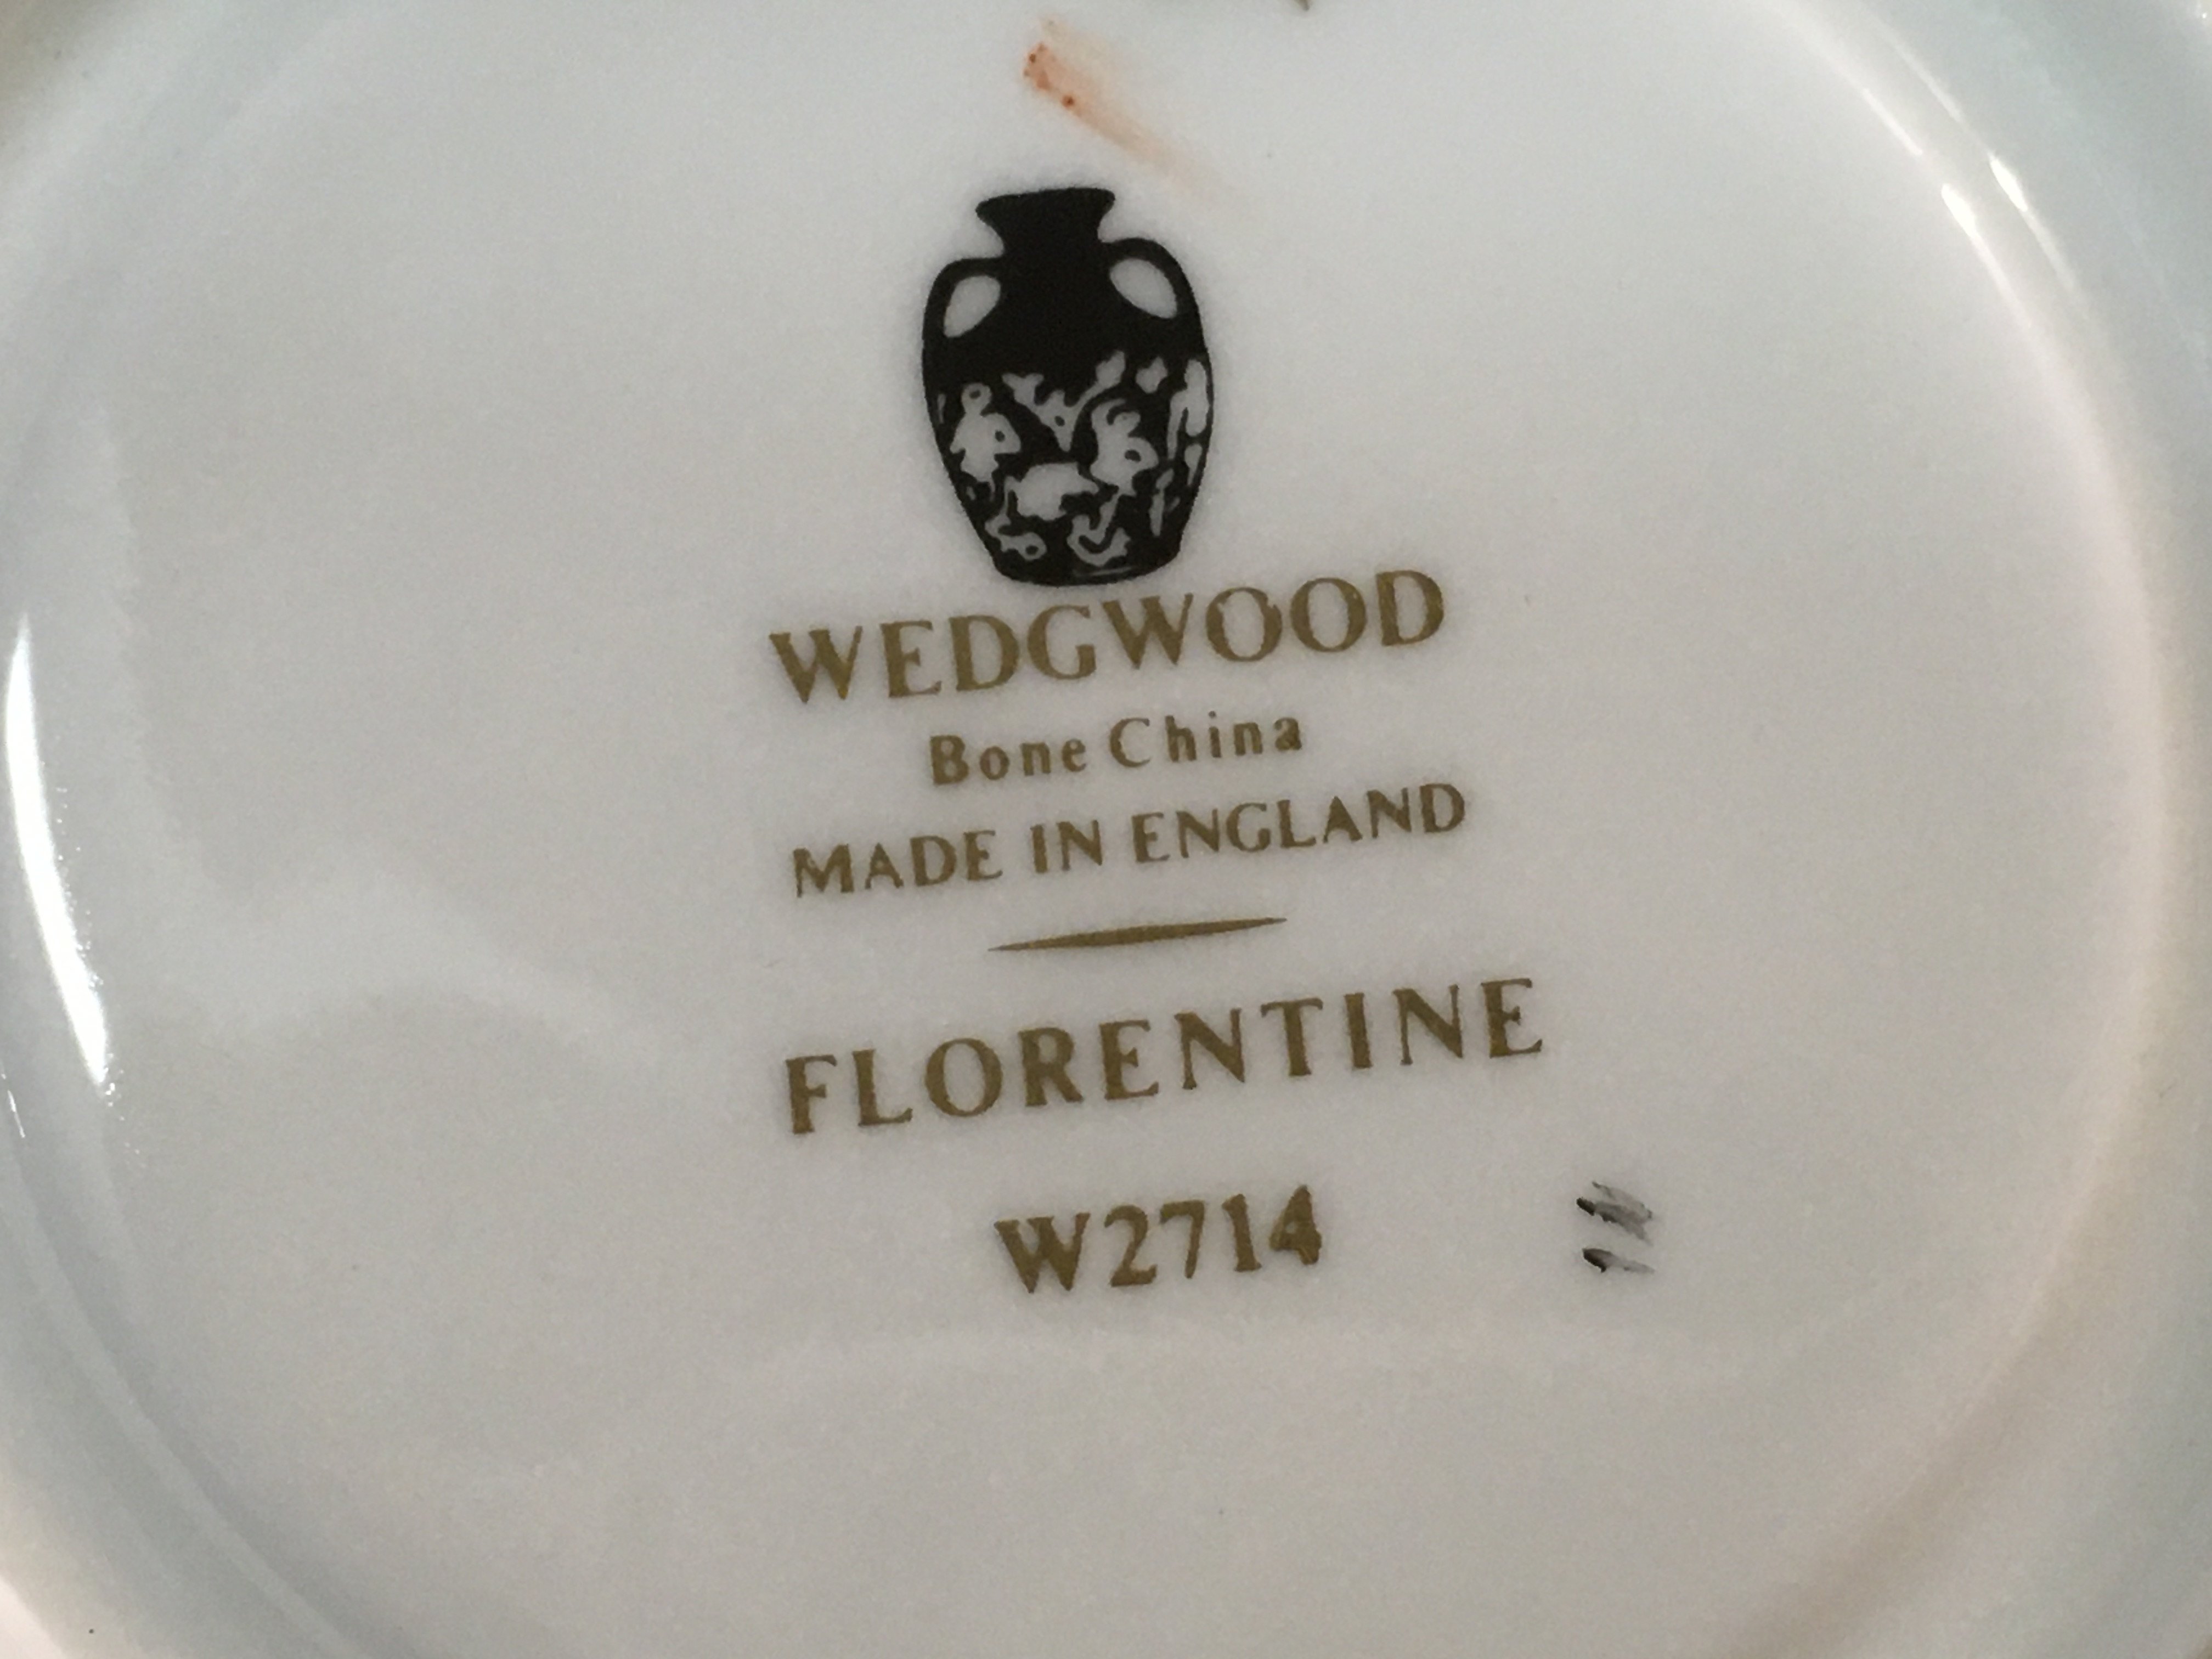 WEDGWOOD
Bone China
MADE IN ENGLAND
FLORENTINE
W2714